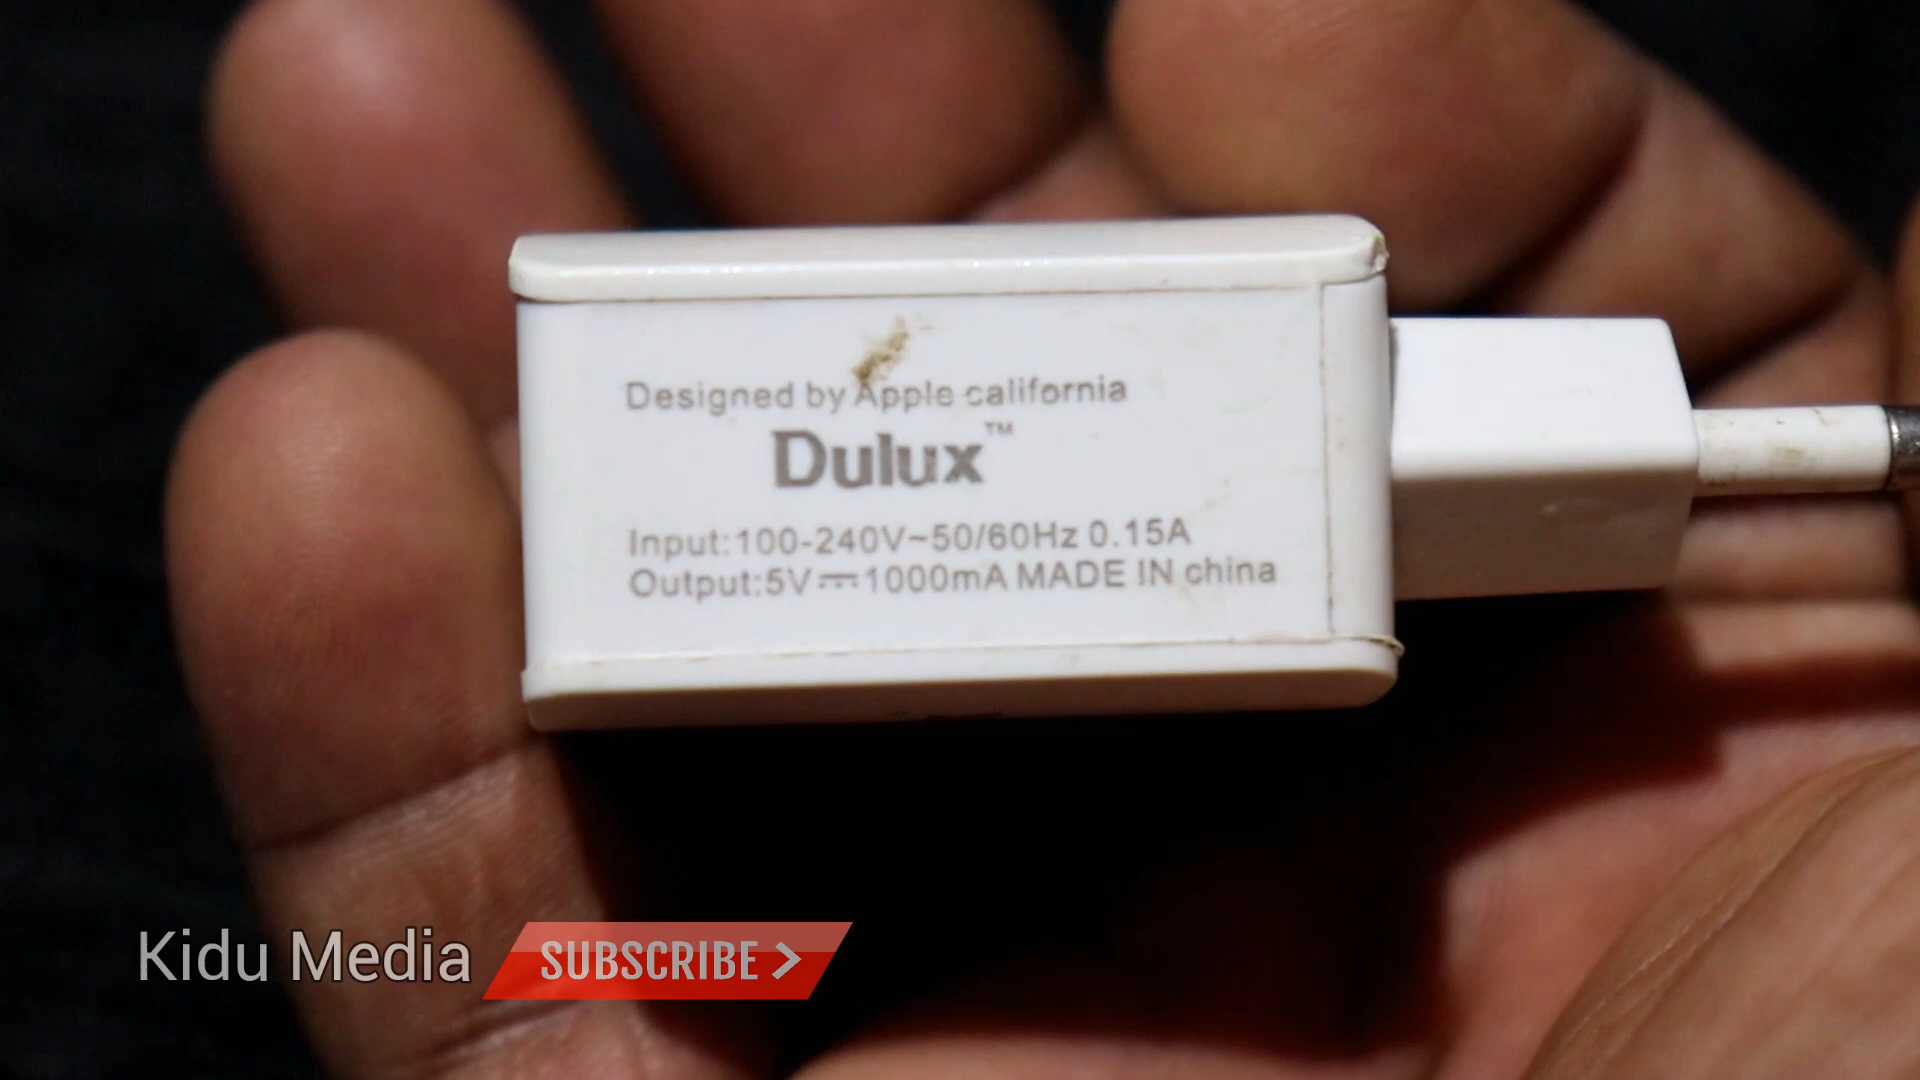 Designed by Apple california
Dulux™
Input:100-240V~50/60Hz 0.15A
Output:5V⎓1000mA MADE IN china
Kidu Media
SUBSCRIBE >